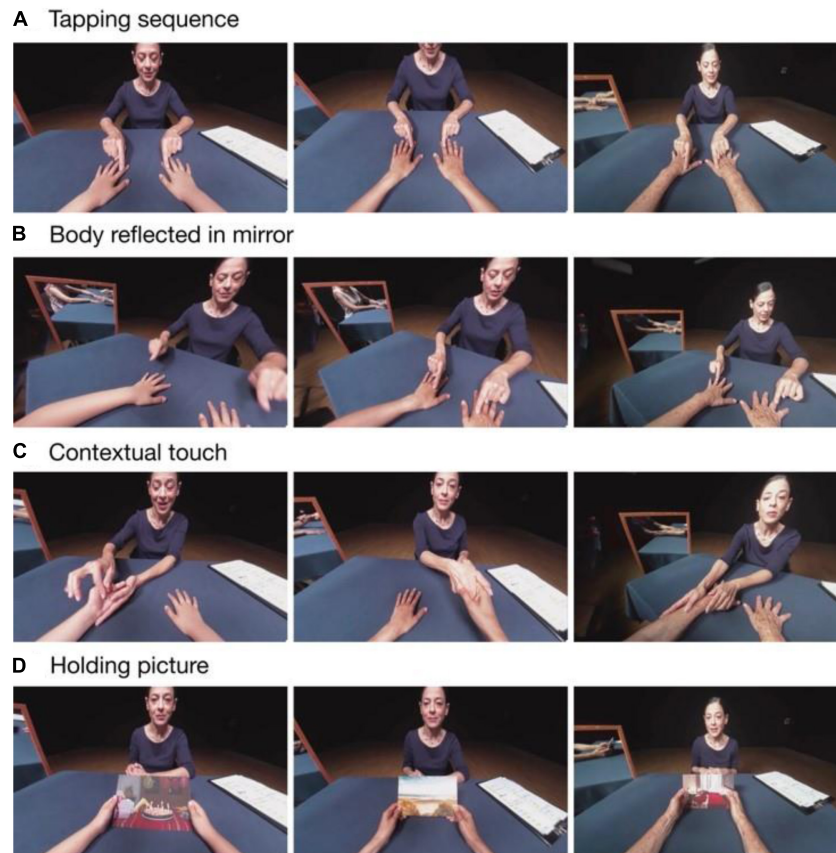 A Tapping sequence
B Body reflected in mirror
C Contextual touch
D Holding picture